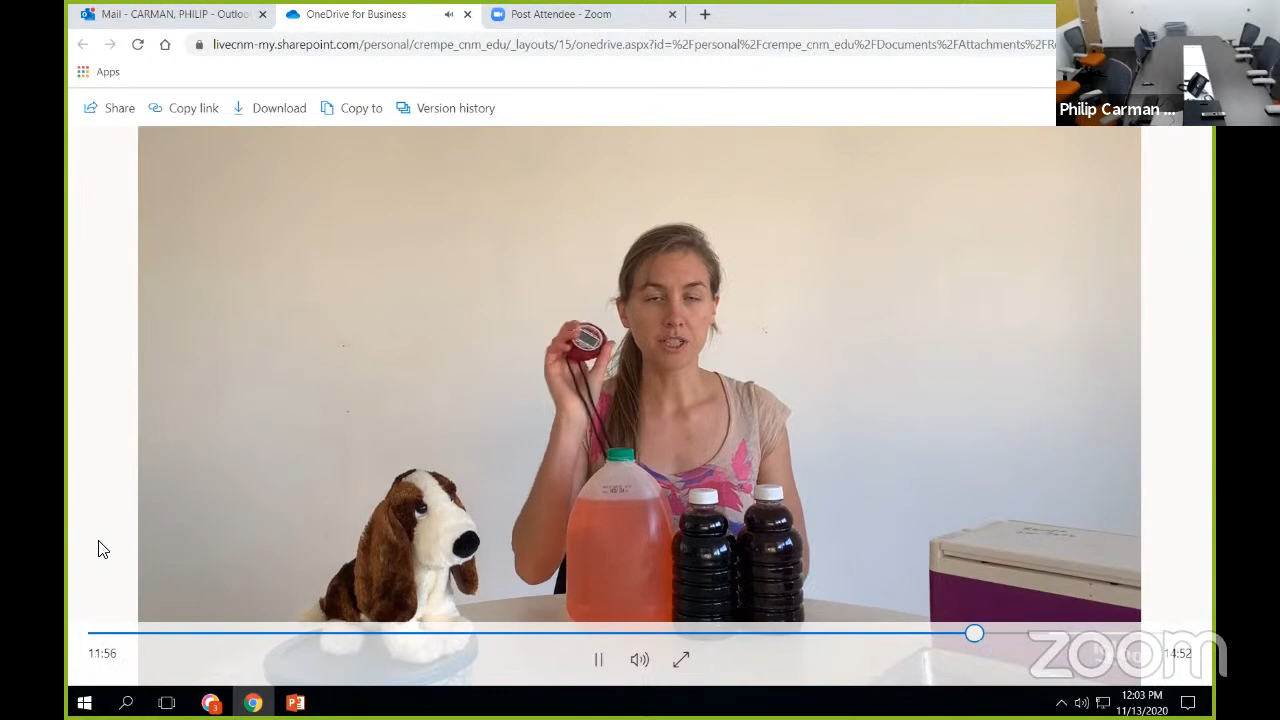 Mail - CARMAN, PHILIP - Outloo
OneDrive for Business
Post Attendee - Zoom
livecnm-my.sharepoint.com/personal/crempe_cnm_edu/_layouts/15/onedrive.aspx?id=%2Fpersonal%2Fcrempe_cnm_edu%2FDocuments%2FAttachments%2FR
Apps
Share
Copy link
Download
Copy to
Version history
Philip Carman ...
11:56
14:52
zoom
3
12:03 PM
11/13/2020